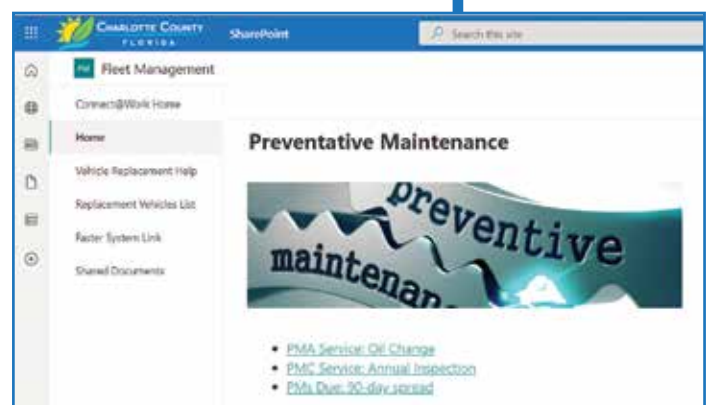 CHARLOTTE COUNTY
FLORIDA
SharePoint
Search this site
Fleet Management
Connect@Work Home
Home
Vehicle Replacement Help
Replacement Vehicles List
Faster System Link
Shared Documents
Preventative Maintenance
preventive
maintenance
PMA Service: Oil Change
PMC Service: Annual Inspection
PMs Due: 90-day spread